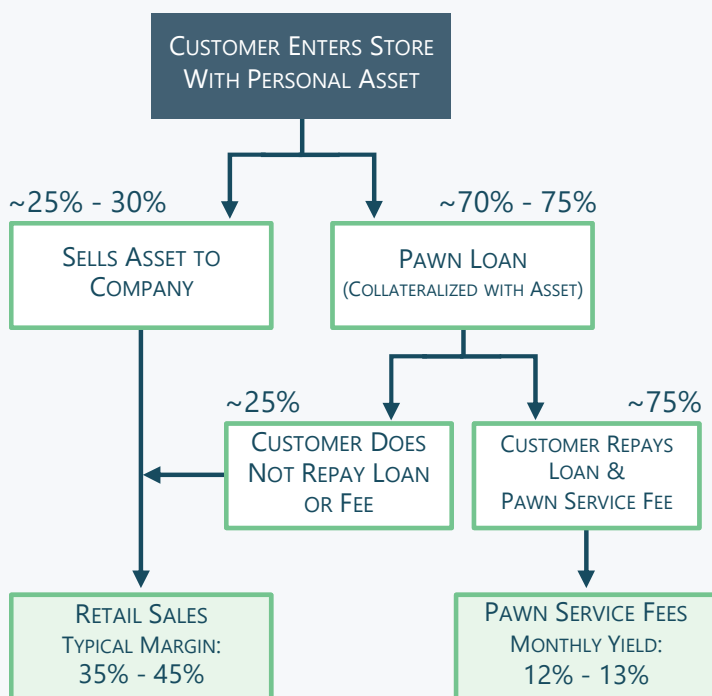 CUSTOMER ENTERS STORE
WITH PERSONAL ASSET
~25% - 30%
~70% - 75%
SELLS ASSET TO
COMPANY
PAWN LOAN
(COLLATERALIZED WITH ASSET)
~25%
~75%
CUSTOMER DOES
NOT REPAY LOAN
OR FEE
CUSTOMER REPAYS
LOAN &
PAWN SERVICE FEE
RETAIL SALES
TYPICAL MARGIN:
35% - 45%
PAWN SERVICE FEES
MONTHLY YIELD:
12% - 13%